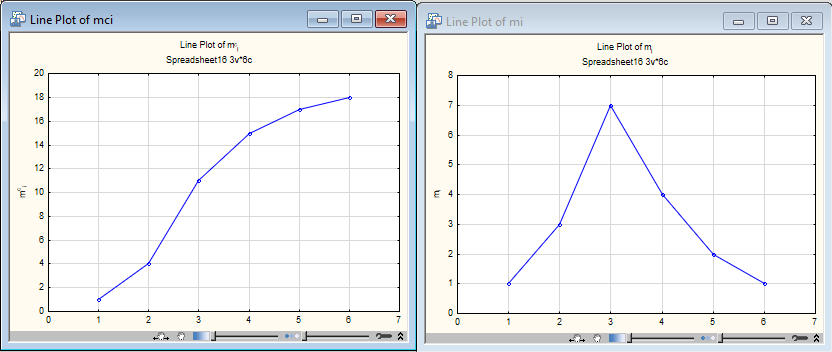 Line Plot of mci
Line Plot of mᶜᵢ
Spreadsheet16 3v*6c
20
18
16
14
12
10
8
6
4
2
0
mᶜᵢ
0 1 2 3 4 5 6 7
Line Plot of mi
Line Plot of mᵢ
Spreadsheet16 3v*6c
8
7
6
5
4
3
2
1
0
mᵢ
0 1 2 3 4 5 6 7